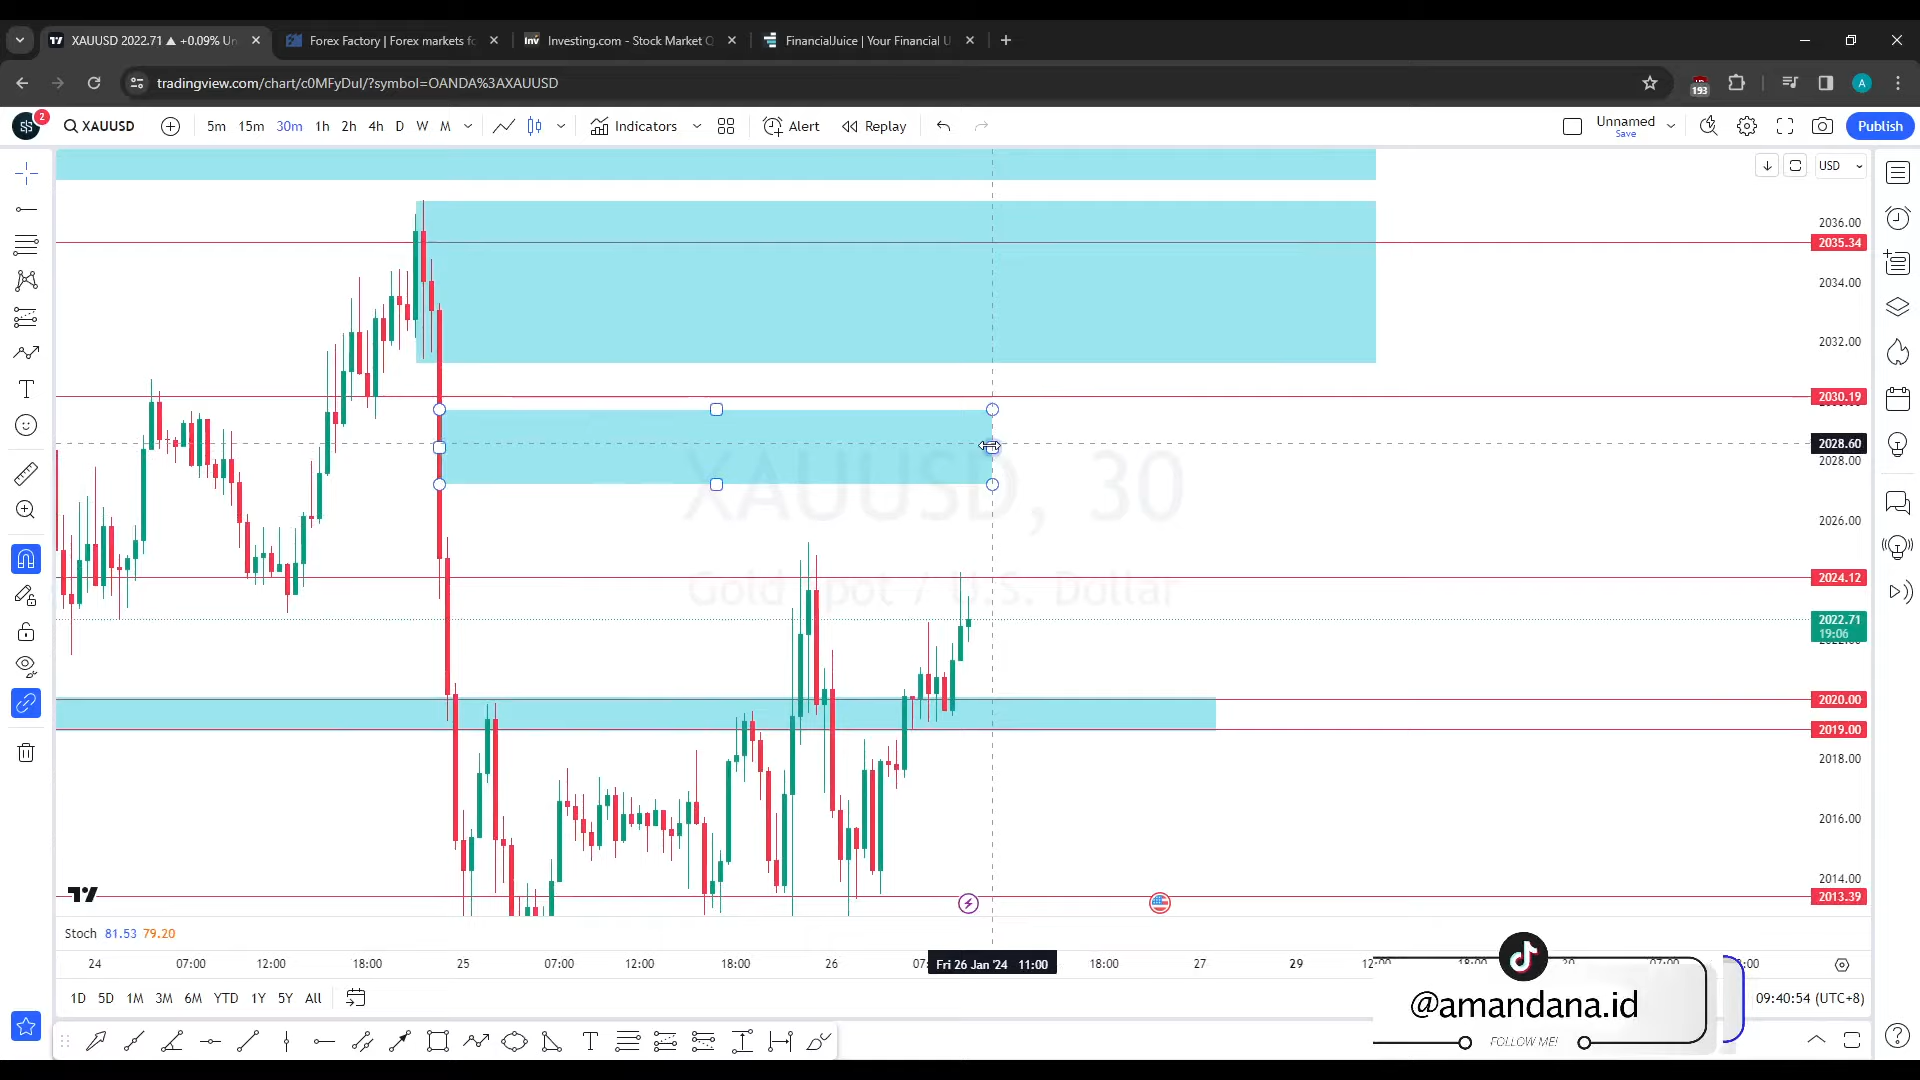 XAUUSD 2022.71 ▲ +0.09% Un
Forex Factory | Forex markets fo
inv Investing.com - Stock Market Q
FinancialJuice | Your Financial
tradingview.com/chart/c0MFyDul/?symbol=OANDA%3AXAUUSD
193
A
2
XAUUSD
5m 15m 30m 1h 2h 4h D W M
Indicators
Alert
Replay
Unnamed
Save
Publish
USD
2036.00
2035.34
2034.00
2032.00
2030.19
2028.60
2028.00
2026.00
2024.12
2022.71
19:06
2020.00
2019.00
2018.00
2016.00
2014.00
2013.39
XAUUSD, 30
Gold Spot / U.S. Dollar
Stoch 81.53 79.20
24 07:00 12:00 18:00 25 07:00 12:00 18:00 26 Fri 26 Jan '24 11:00 18:00 27 29
1D 5D 1M 3M 6M YTD 1Y 5Y All
09:40:54 (UTC+8)
@amandana.id
FOLLOW ME!